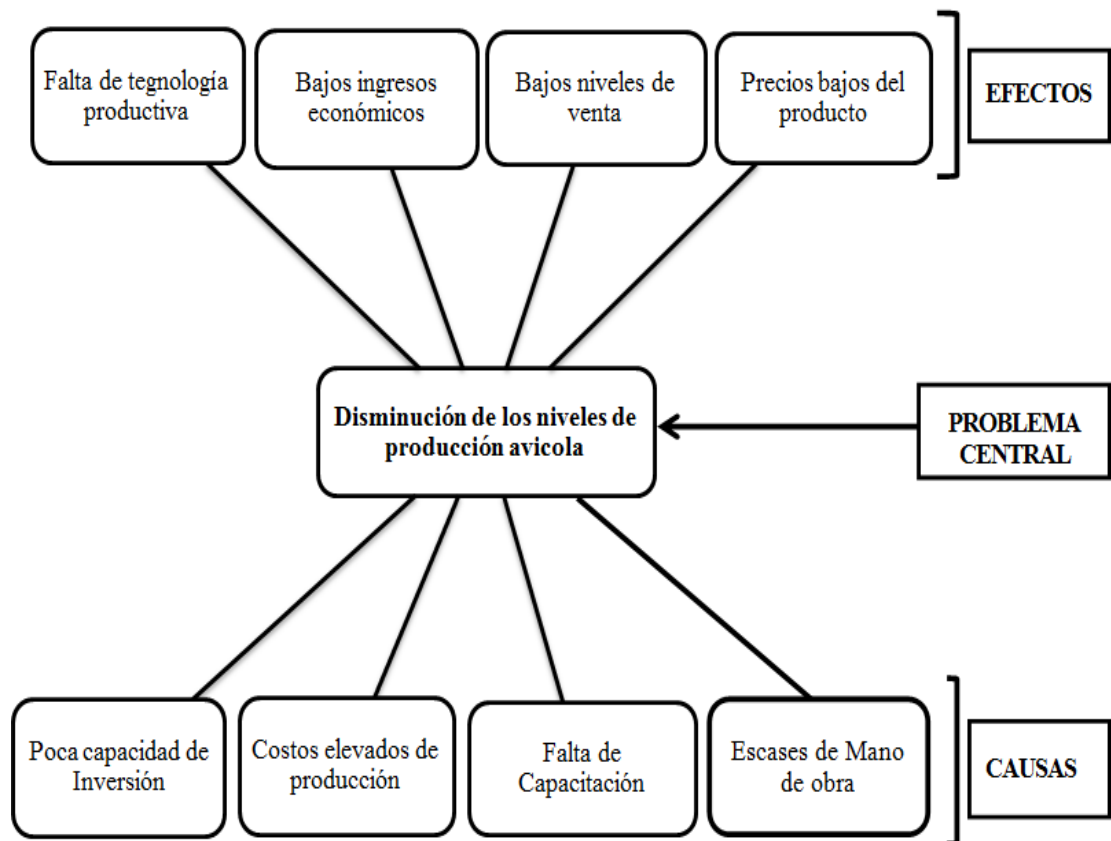 Falta de tegnología
productiva
Bajos ingresos
económicos
Bajos niveles de
venta
Precios bajos del
producto
EFECTOS
Disminución de los niveles de
producción avicola
PROBLEMA
CENTRAL
Poca capacidad de
Inversión
Costos elevados de
producción
Falta de
Capacitación
Escases de Mano
de obra
CAUSAS